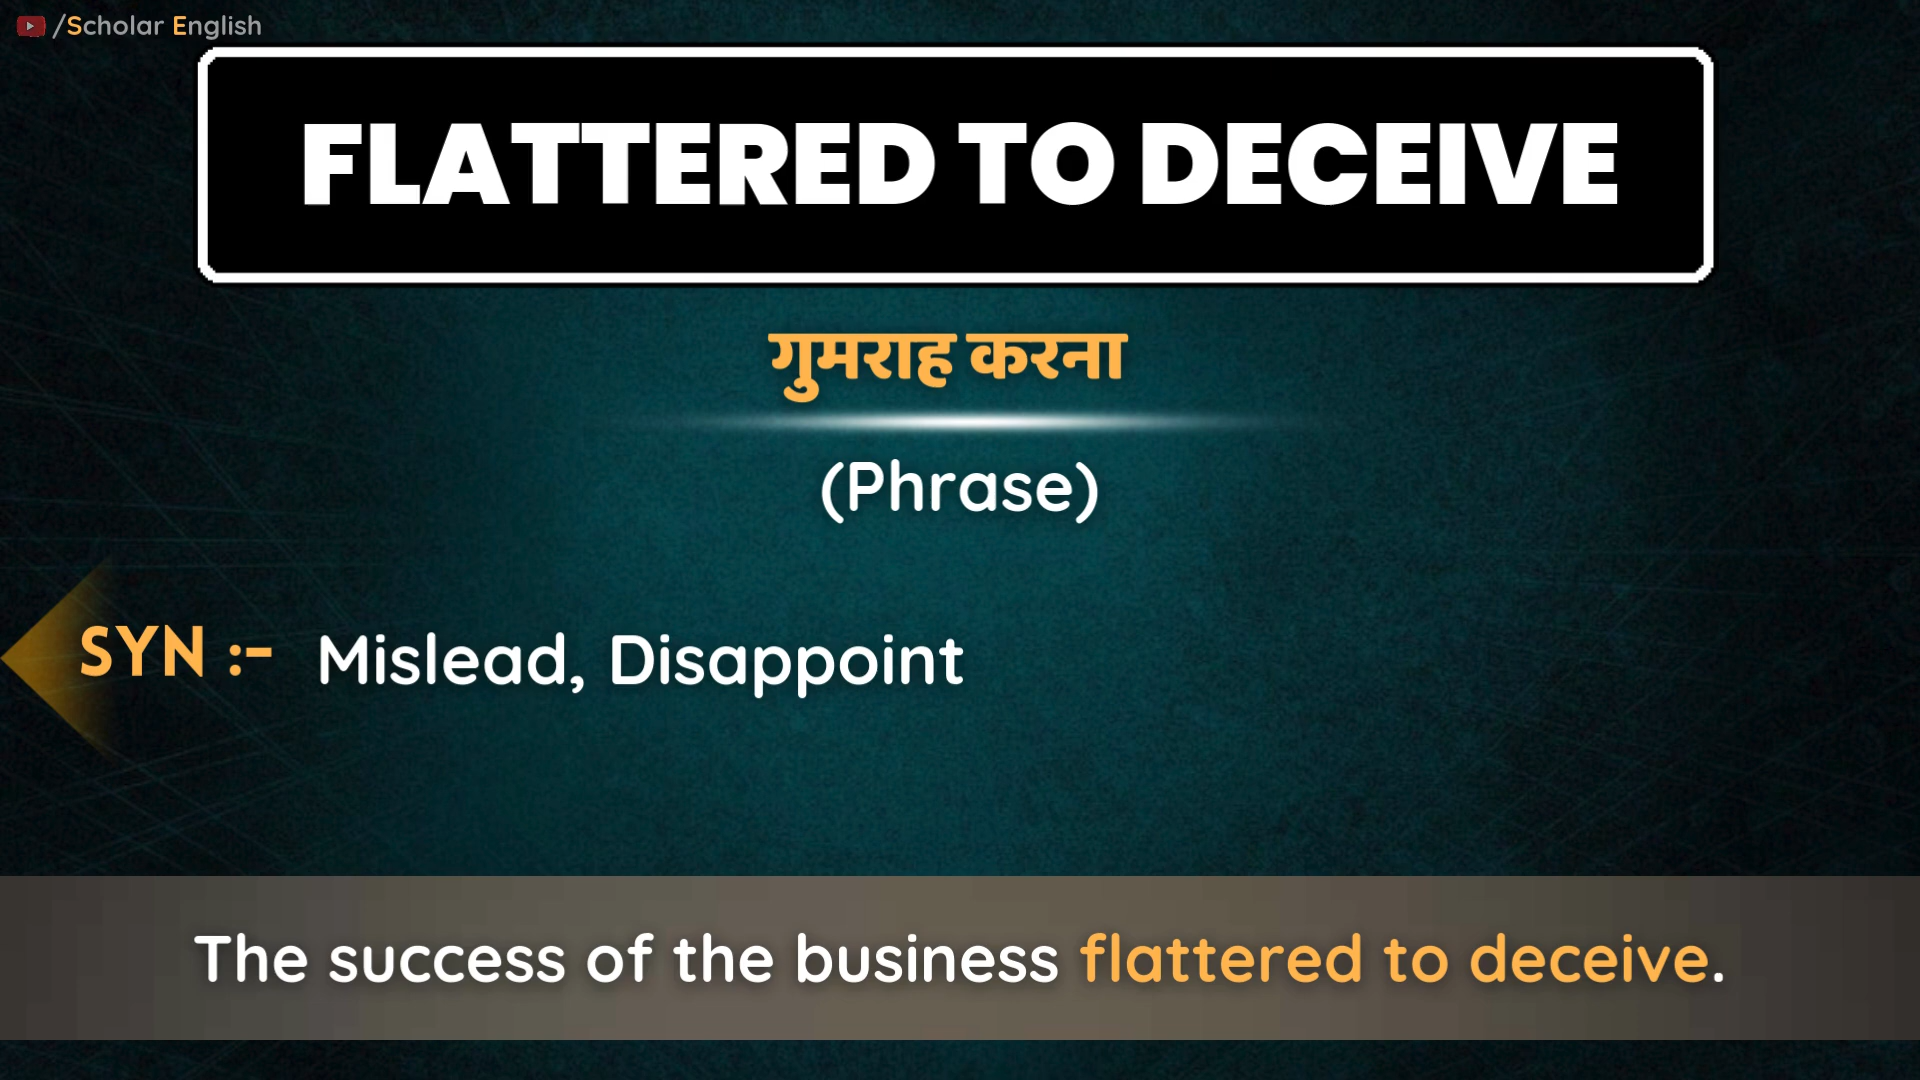 /Scholar English
FLATTERED TO DECEIVE
गुमराह करना
(Phrase)
SYN :- Mislead, Disappoint
The success of the business flattered to deceive.